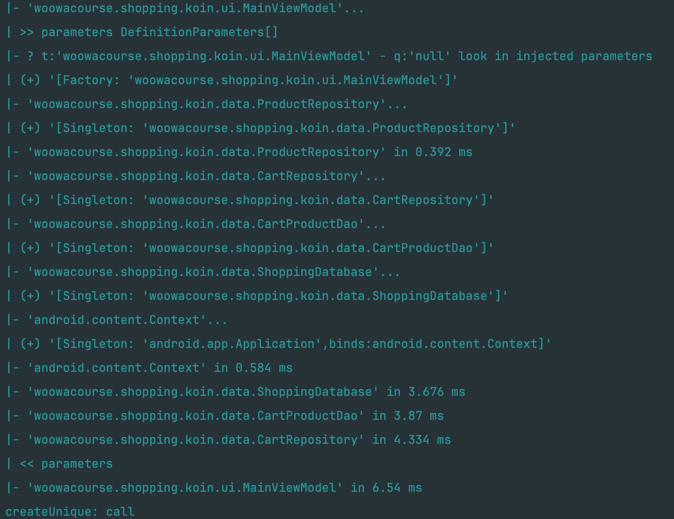 |- 'woowacourse.shopping.koin.ui.MainViewModel'...
| >> parameters DefinitionParameters[]
|- ? t:'woowacourse.shopping.koin.ui.MainViewModel' - q:'null' look in injected parameters
| (+) '[Factory: 'woowacourse.shopping.koin.ui.MainViewModel']'
|- 'woowacourse.shopping.koin.data.ProductRepository'...
| (+) '[Singleton: 'woowacourse.shopping.koin.data.ProductRepository']'
|- 'woowacourse.shopping.koin.data.ProductRepository' in 0.392 ms
|- 'woowacourse.shopping.koin.data.CartRepository'...
| (+) '[Singleton: 'woowacourse.shopping.koin.data.CartRepository']'
|- 'woowacourse.shopping.koin.data.CartProductDao'...
| (+) '[Singleton: 'woowacourse.shopping.koin.data.CartProductDao']'
|- 'woowacourse.shopping.koin.data.ShoppingDatabase'...
| (+) '[Singleton: 'woowacourse.shopping.koin.data.ShoppingDatabase']'
|- 'android.content.Context'...
| (+) '[Singleton: 'android.app.Application',binds:android.content.Context]'
|- 'android.content.Context' in 0.584 ms
|- 'woowacourse.shopping.koin.data.ShoppingDatabase' in 3.676 ms
|- 'woowacourse.shopping.koin.data.CartProductDao' in 3.87 ms
|- 'woowacourse.shopping.koin.data.CartRepository' in 4.334 ms
| << parameters
|- 'woowacourse.shopping.koin.ui.MainViewModel' in 6.54 ms
createUnique: call